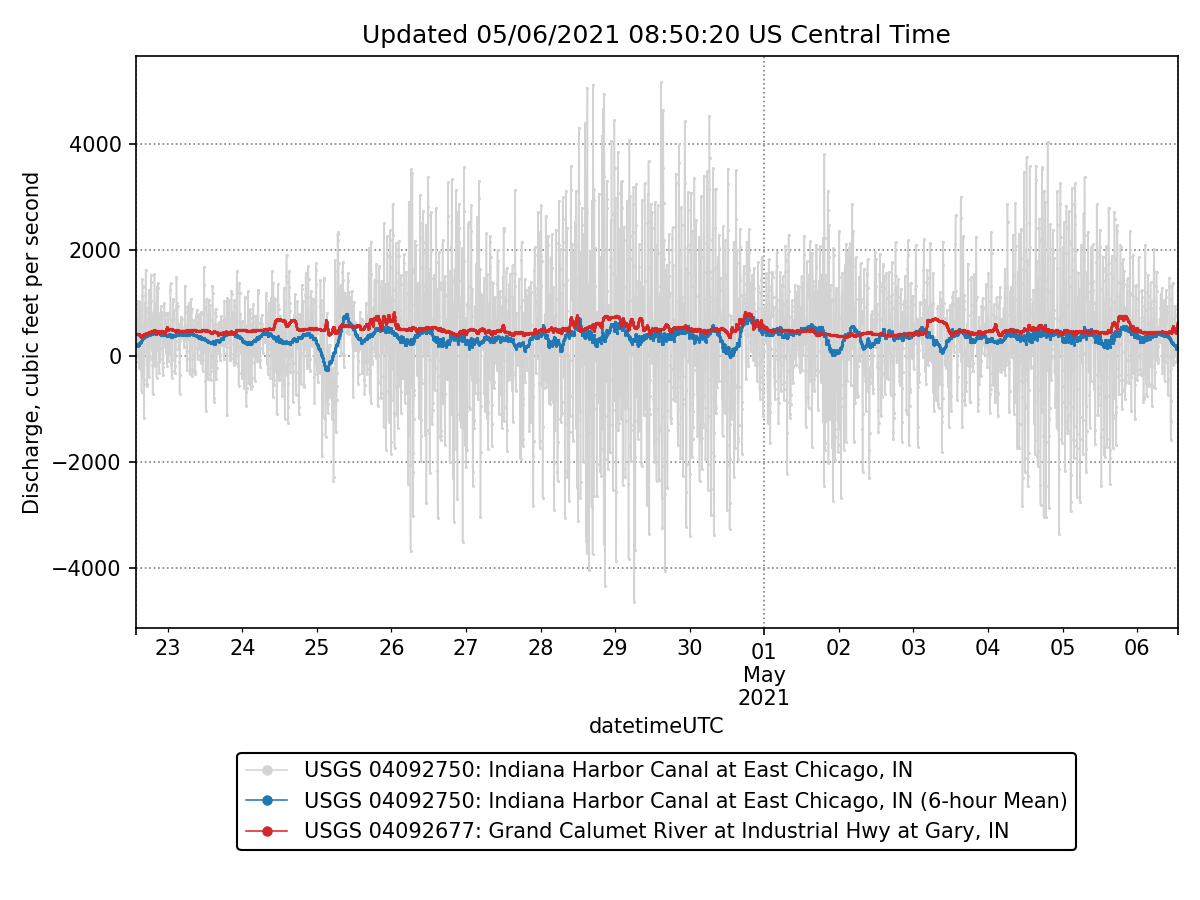 Updated 05/06/2021 08:50:20 US Central Time
Discharge, cubic feet per second
4000
2000
0
−2000
−4000
23 24 25 26 27 28 29 30 01 02 03 04 05 06
May
2021
datetimeUTC
USGS 04092750: Indiana Harbor Canal at East Chicago, IN
USGS 04092750: Indiana Harbor Canal at East Chicago, IN (6-hour Mean)
USGS 04092677: Grand Calumet River at Industrial Hwy at Gary, IN